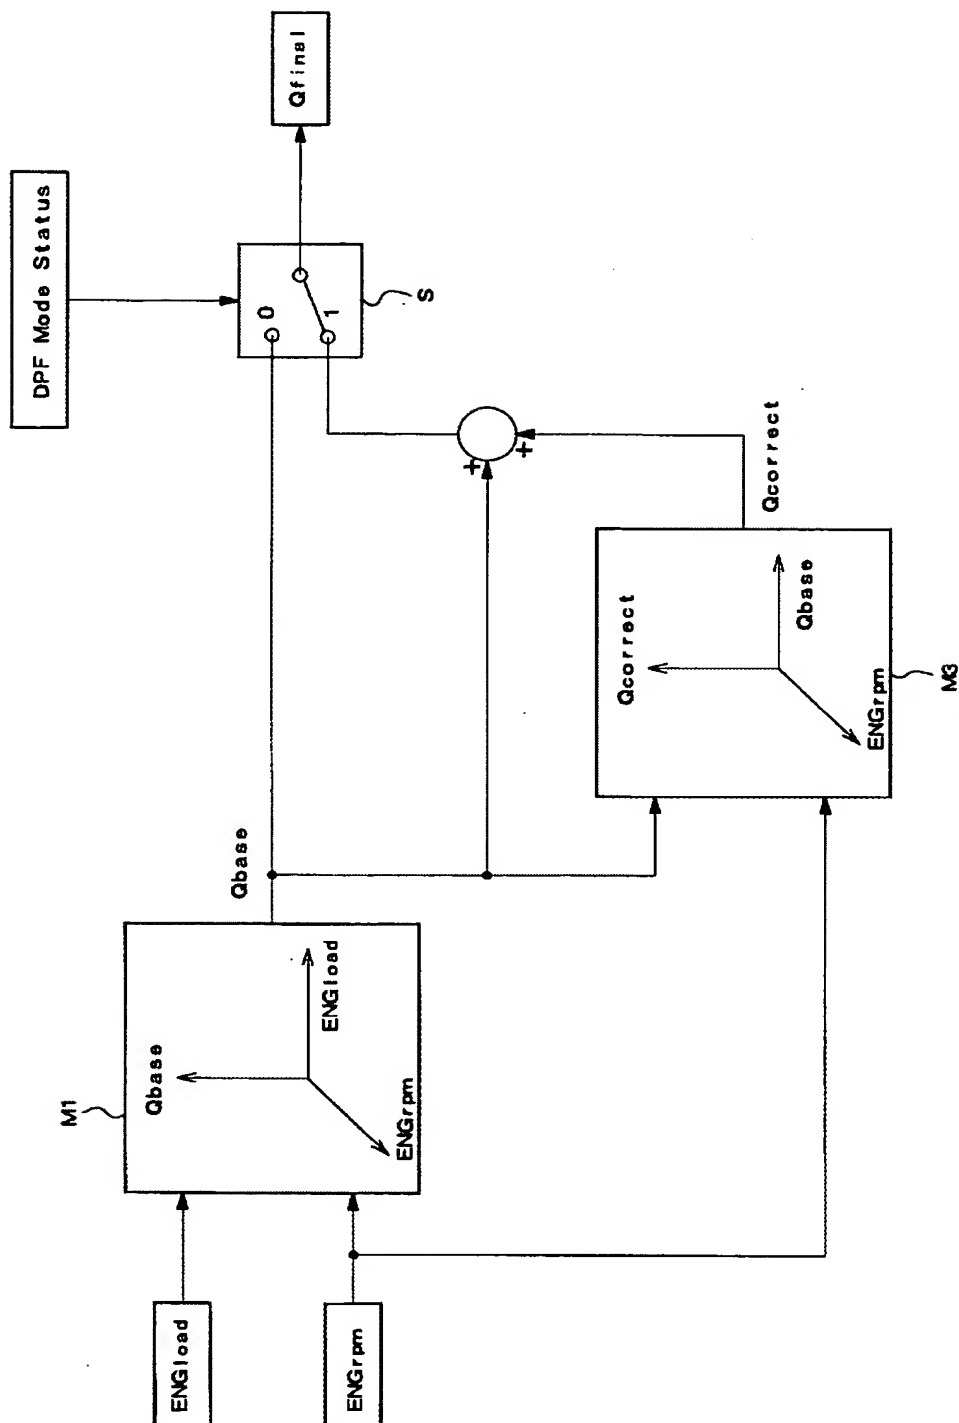 DPF Mode Status
Qfinal
0
1
S
Qbase
+
+
Qcorrect
M1
Qbase
ENGload
ENGrpm
Qcorrect
Qbase
ENGrpm
M3
ENGload
ENGrpm